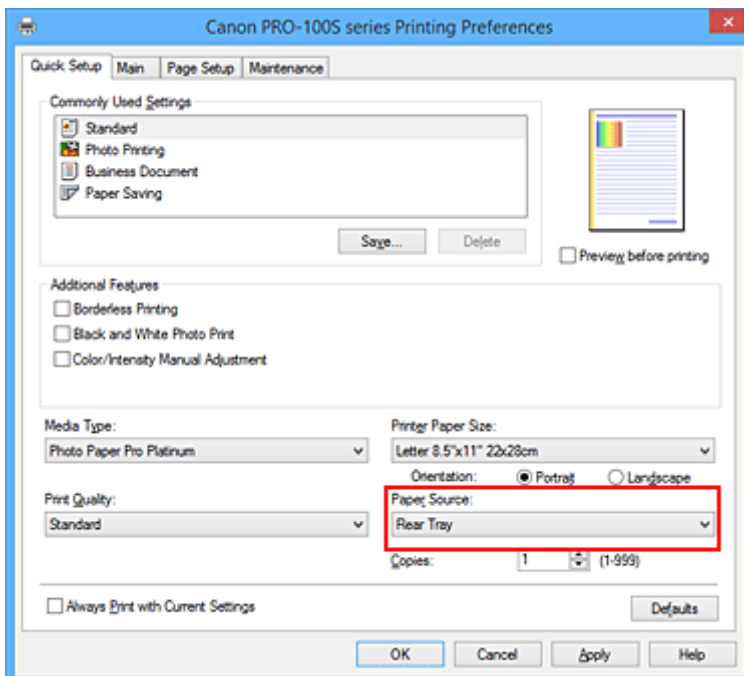 Canon PRO-100S series Printing Preferences
Quick Setup Main Page Setup Maintenance
Commonly Used Settings
Standard
Photo Printing
Business Document
Paper Saving
Save... Delete
Preview before printing
Additional Features
Borderless Printing
Black and White Photo Print
Color/Intensity Manual Adjustment
Media Type: Printer Paper Size:
Photo Paper Pro Platinum Letter 8.5"x11" 22x28cm
Orientation: Portrait Landscape
Print Quality: Paper Source:
Standard Rear Tray
Copies: 1 (1-999)
Always Print with Current Settings Defaults
OK Cancel Apply Help